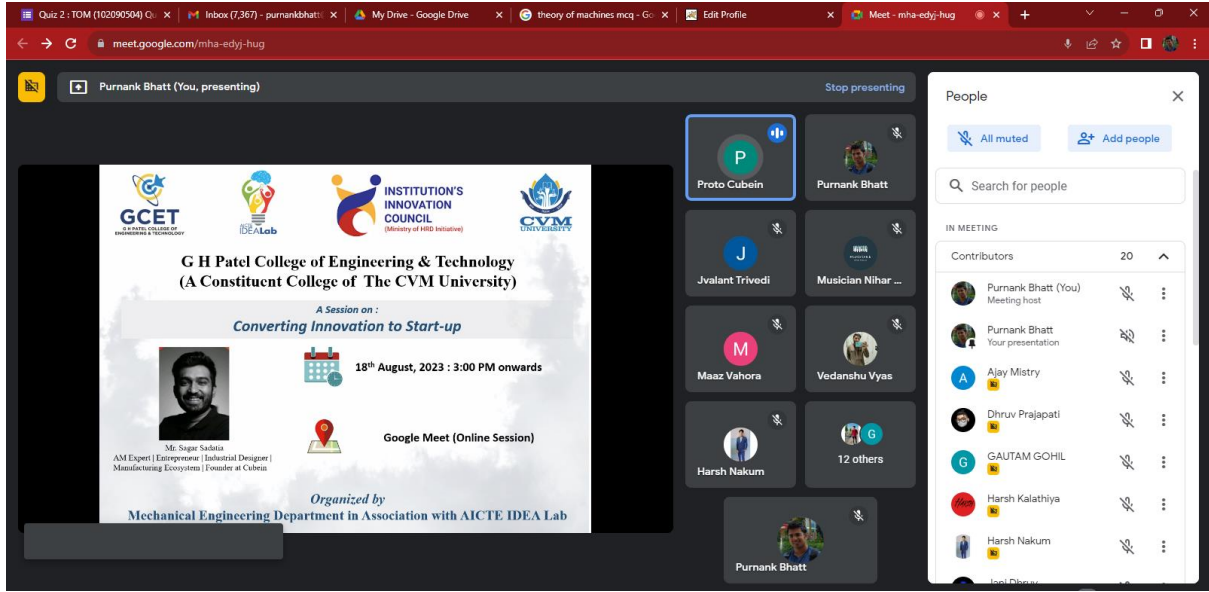 Quiz 2 : TOM (102090504) Qu
Inbox (7,367) - purnankbhatt
My Drive - Google Drive
theory of machines mcq - Go
Edit Profile
Meet - mha-edyj-hug
meet.google.com/mha-edyj-hug
Purnank Bhatt (You, presenting)
Stop presenting
GCET
G H PATEL COLLEGE OF
ENGINEERING & TECHNOLOGY
IDEALab
INSTITUTION'S
INNOVATION
COUNCIL
(Ministry of HRD Initiative)
CVM
UNIVERSITY
G H Patel College of Engineering & Technology
(A Constituent College of The CVM University)
A Session on :
Converting Innovation to Start-up
18th August, 2023 : 3:00 PM onwards
Google Meet (Online Session)
Mr. Sagar Sadatia
AM Expert | Entrepreneur | Industrial Designer |
Manufacturing Ecosystem | Founder at Cubein
Organized by
Mechanical Engineering Department in Association with AICTE IDEA Lab
P
Proto Cubein
Purnank Bhatt
J
Jvalant Trivedi
Musician Nihar ...
M
Maaz Vahora
Vedanshu Vyas
Harsh Nakum
G
12 others
Purnank Bhatt
People
All muted
Add people
Search for people
IN MEETING
Contributors 20
Purnank Bhatt (You)
Meeting host
Purnank Bhatt
Your presentation
A
Ajay Mistry
Dhruv Prajapati
G
GAUTAM GOHIL
Harsh Kalathiya
Harsh Nakum
Jani Dhruv